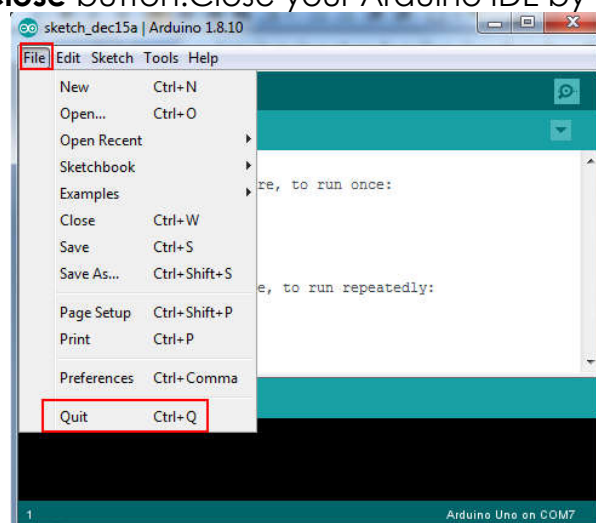 close button.Close your Arduino IDE by
sketch_dec15a | Arduino 1.8.10
File Edit Sketch Tools Help
New Ctrl+N
Open... Ctrl+O
Open Recent
Sketchbook
re, to run once:
Examples
Close Ctrl+W
Save Ctrl+S
Save As... Ctrl+Shift+S
e, to run repeatedly:
Page Setup Ctrl+Shift+P
Print Ctrl+P
Preferences Ctrl+Comma
Quit Ctrl+Q
1 Arduino Uno on COM7